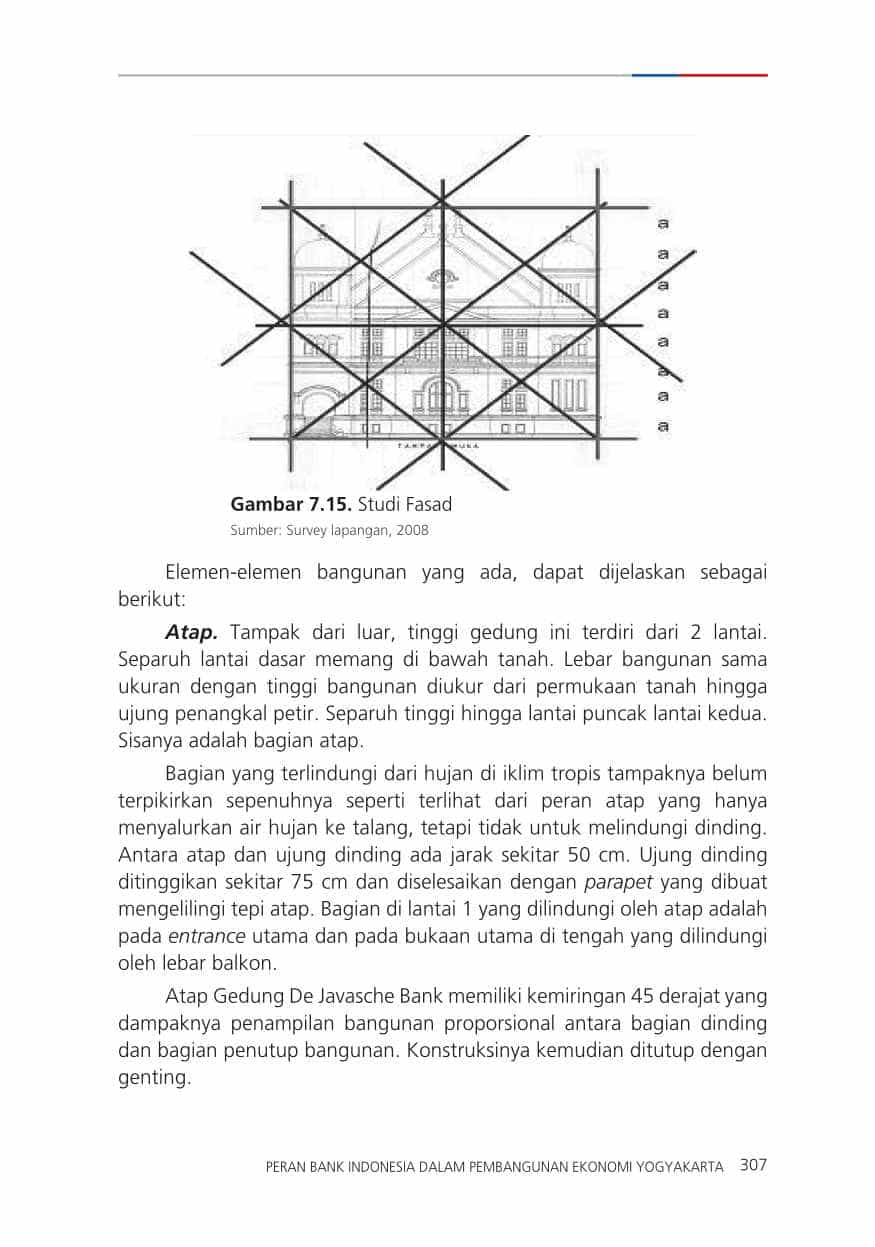 a
a
a
a
a
a
a
a
TAMPAK MUKA
Gambar 7.15. Studi Fasad
Sumber: Survey lapangan, 2008
Elemen-elemen bangunan yang ada, dapat dijelaskan sebagai
berikut:
Atap. Tampak dari luar, tinggi gedung ini terdiri dari 2 lantai.
Separuh lantai dasar memang di bawah tanah. Lebar bangunan sama
ukuran dengan tinggi bangunan diukur dari permukaan tanah hingga
ujung penangkal petir. Separuh tinggi hingga lantai puncak lantai kedua.
Sisanya adalah bagian atap.
Bagian yang terlindungi dari hujan di iklim tropis tampaknya belum
terpikirkan sepenuhnya seperti terlihat dari peran atap yang hanya
menyalurkan air hujan ke talang, tetapi tidak untuk melindungi dinding.
Antara atap dan ujung dinding ada jarak sekitar 50 cm. Ujung dinding
ditinggikan sekitar 75 cm dan diselesaikan dengan parapet yang dibuat
mengelilingi tepi atap. Bagian di lantai 1 yang dilindungi oleh atap adalah
pada entrance utama dan pada bukaan utama di tengah yang dilindungi
oleh lebar balkon.
Atap Gedung De Javasche Bank memiliki kemiringan 45 derajat yang
dampaknya penampilan bangunan proporsional antara bagian dinding
dan bagian penutup bangunan. Konstruksinya kemudian ditutup dengan
genting.
PERAN BANK INDONESIA DALAM PEMBANGUNAN EKONOMI YOGYAKARTA 307